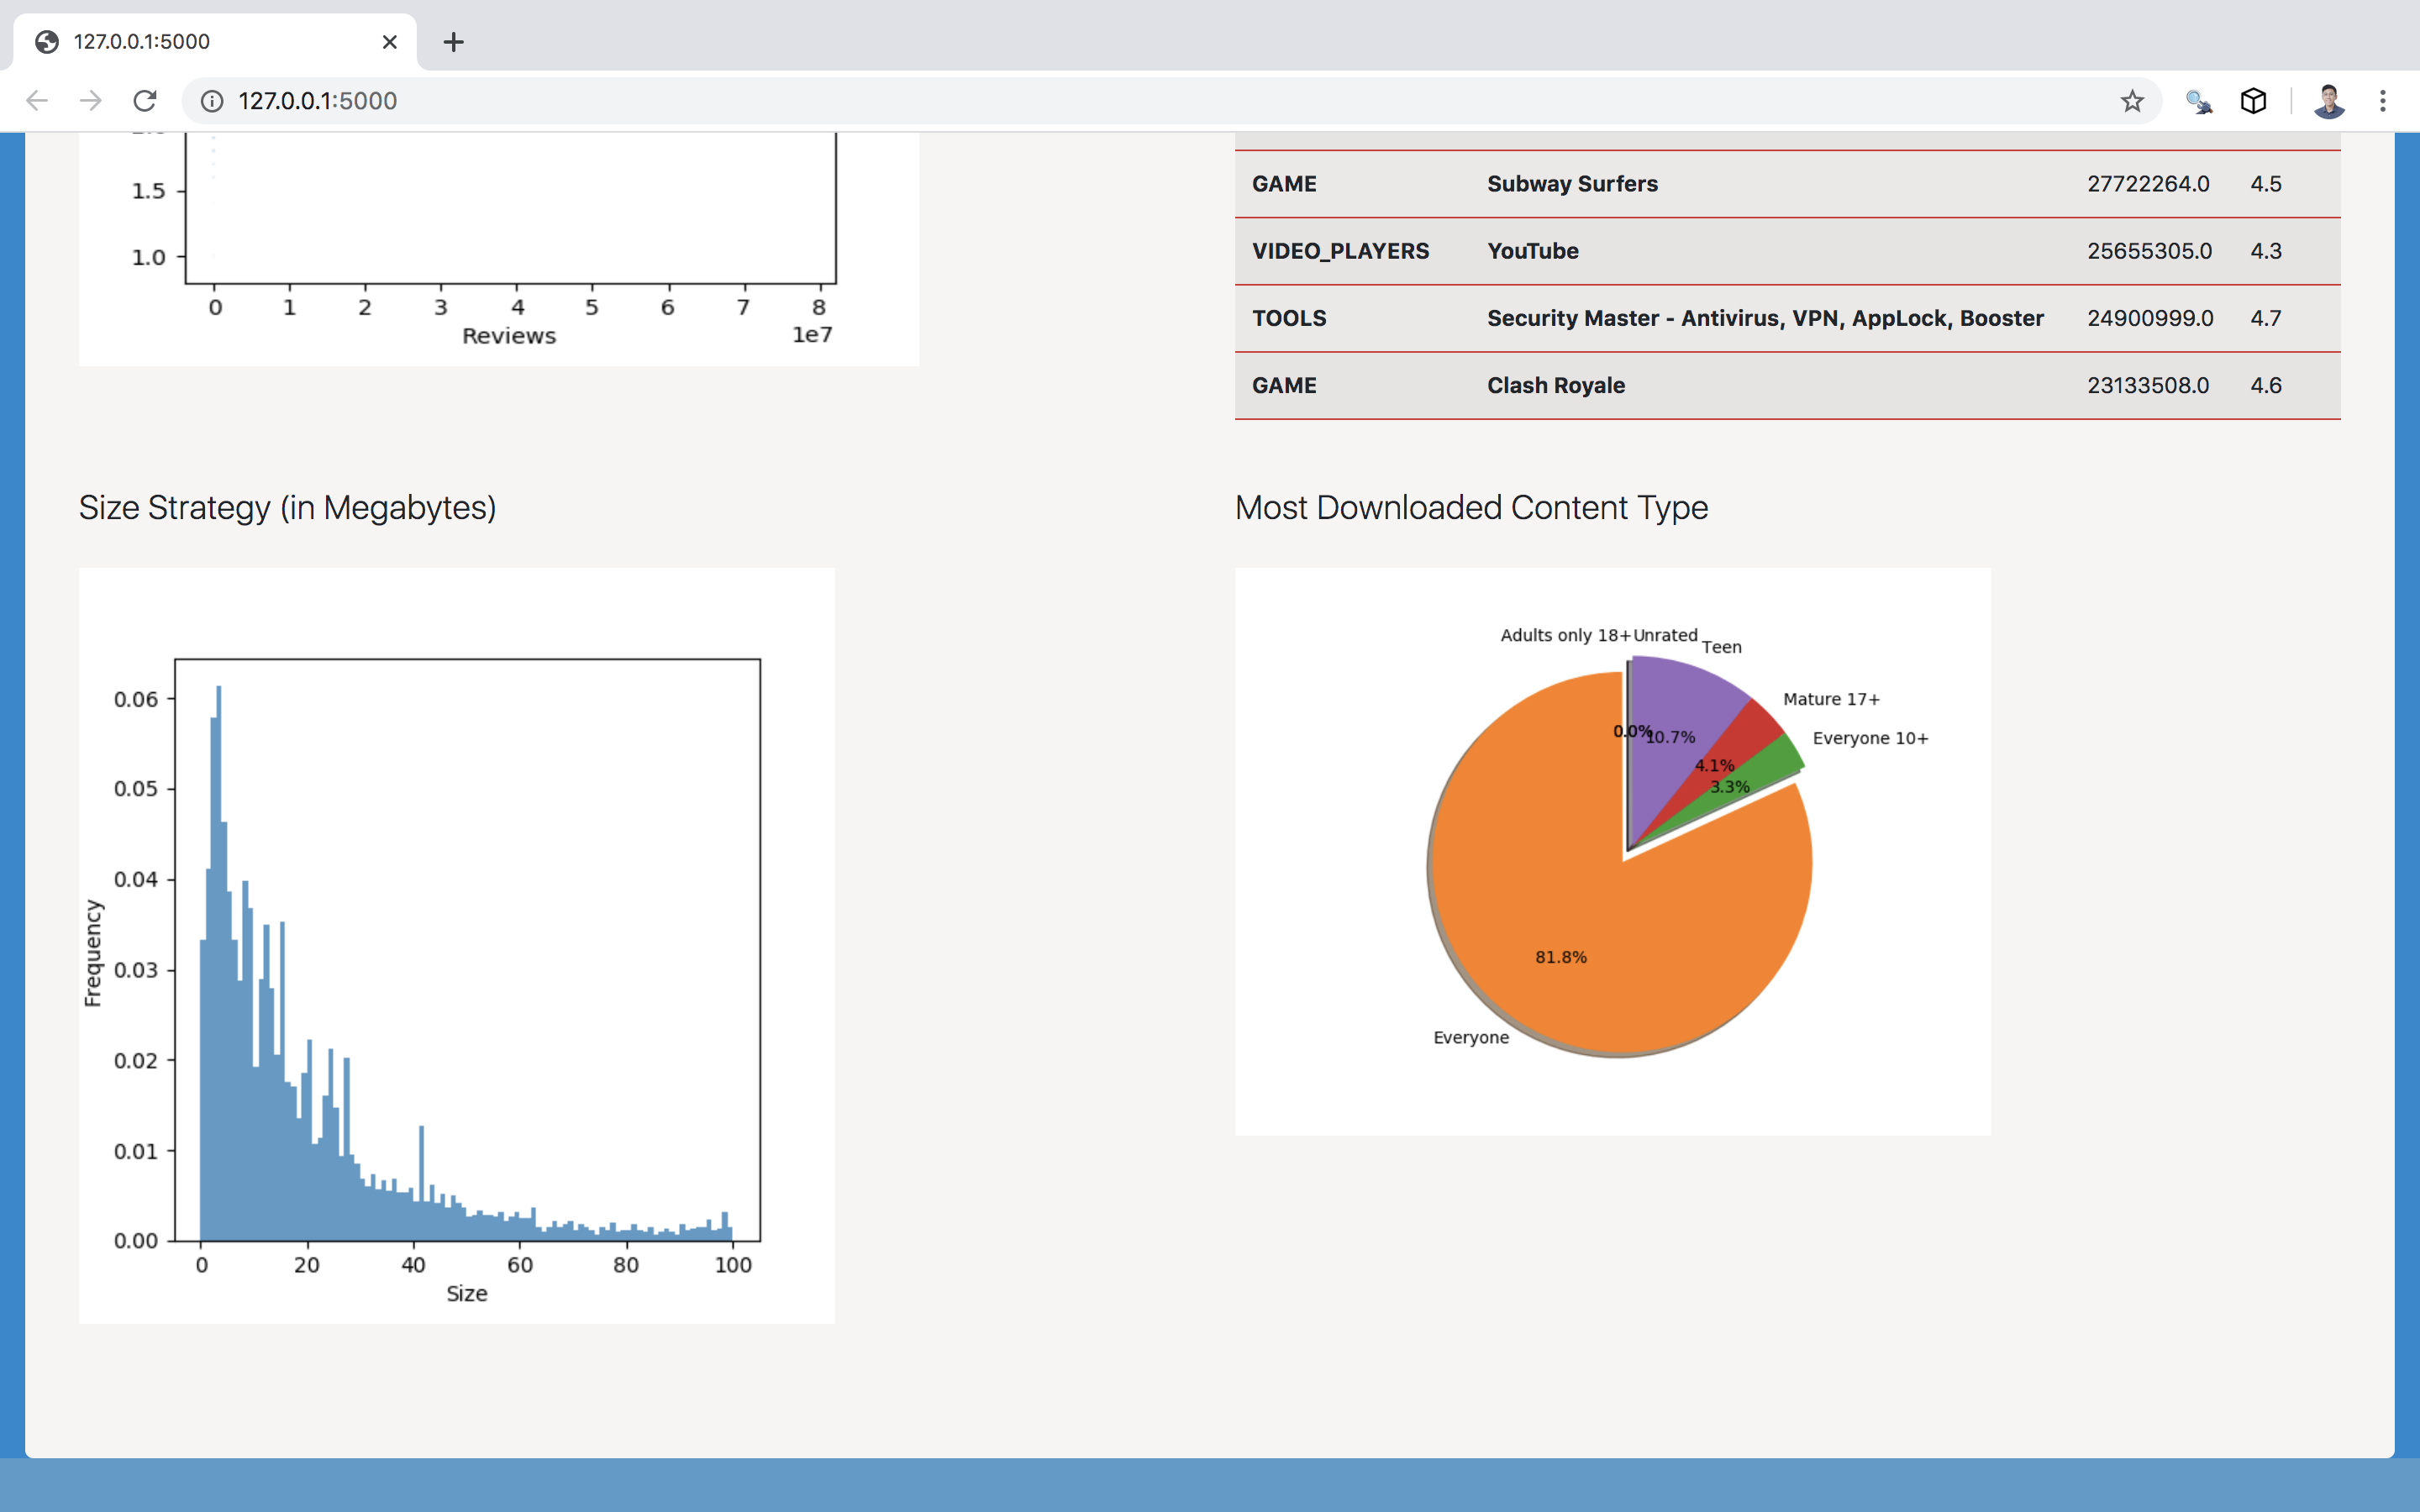 127.0.0.1:5000
127.0.0.1:5000
1.5
1.0
0 1 2 3 4 5 6 7 8
Reviews 1e7
GAME Subway Surfers 27722264.0 4.5
VIDEO_PLAYERS YouTube 25655305.0 4.3
TOOLS Security Master - Antivirus, VPN, AppLock, Booster 24900999.0 4.7
GAME Clash Royale 23133508.0 4.6
Size Strategy (in Megabytes)
0.06
0.05
0.04
0.03
0.02
0.01
0.00
Frequency
0 20 40 60 80 100
Size
Most Downloaded Content Type
Adults only 18+ Unrated
Teen
Mature 17+
Everyone 10+
0.0%
10.7%
4.1%
3.3%
81.8%
Everyone